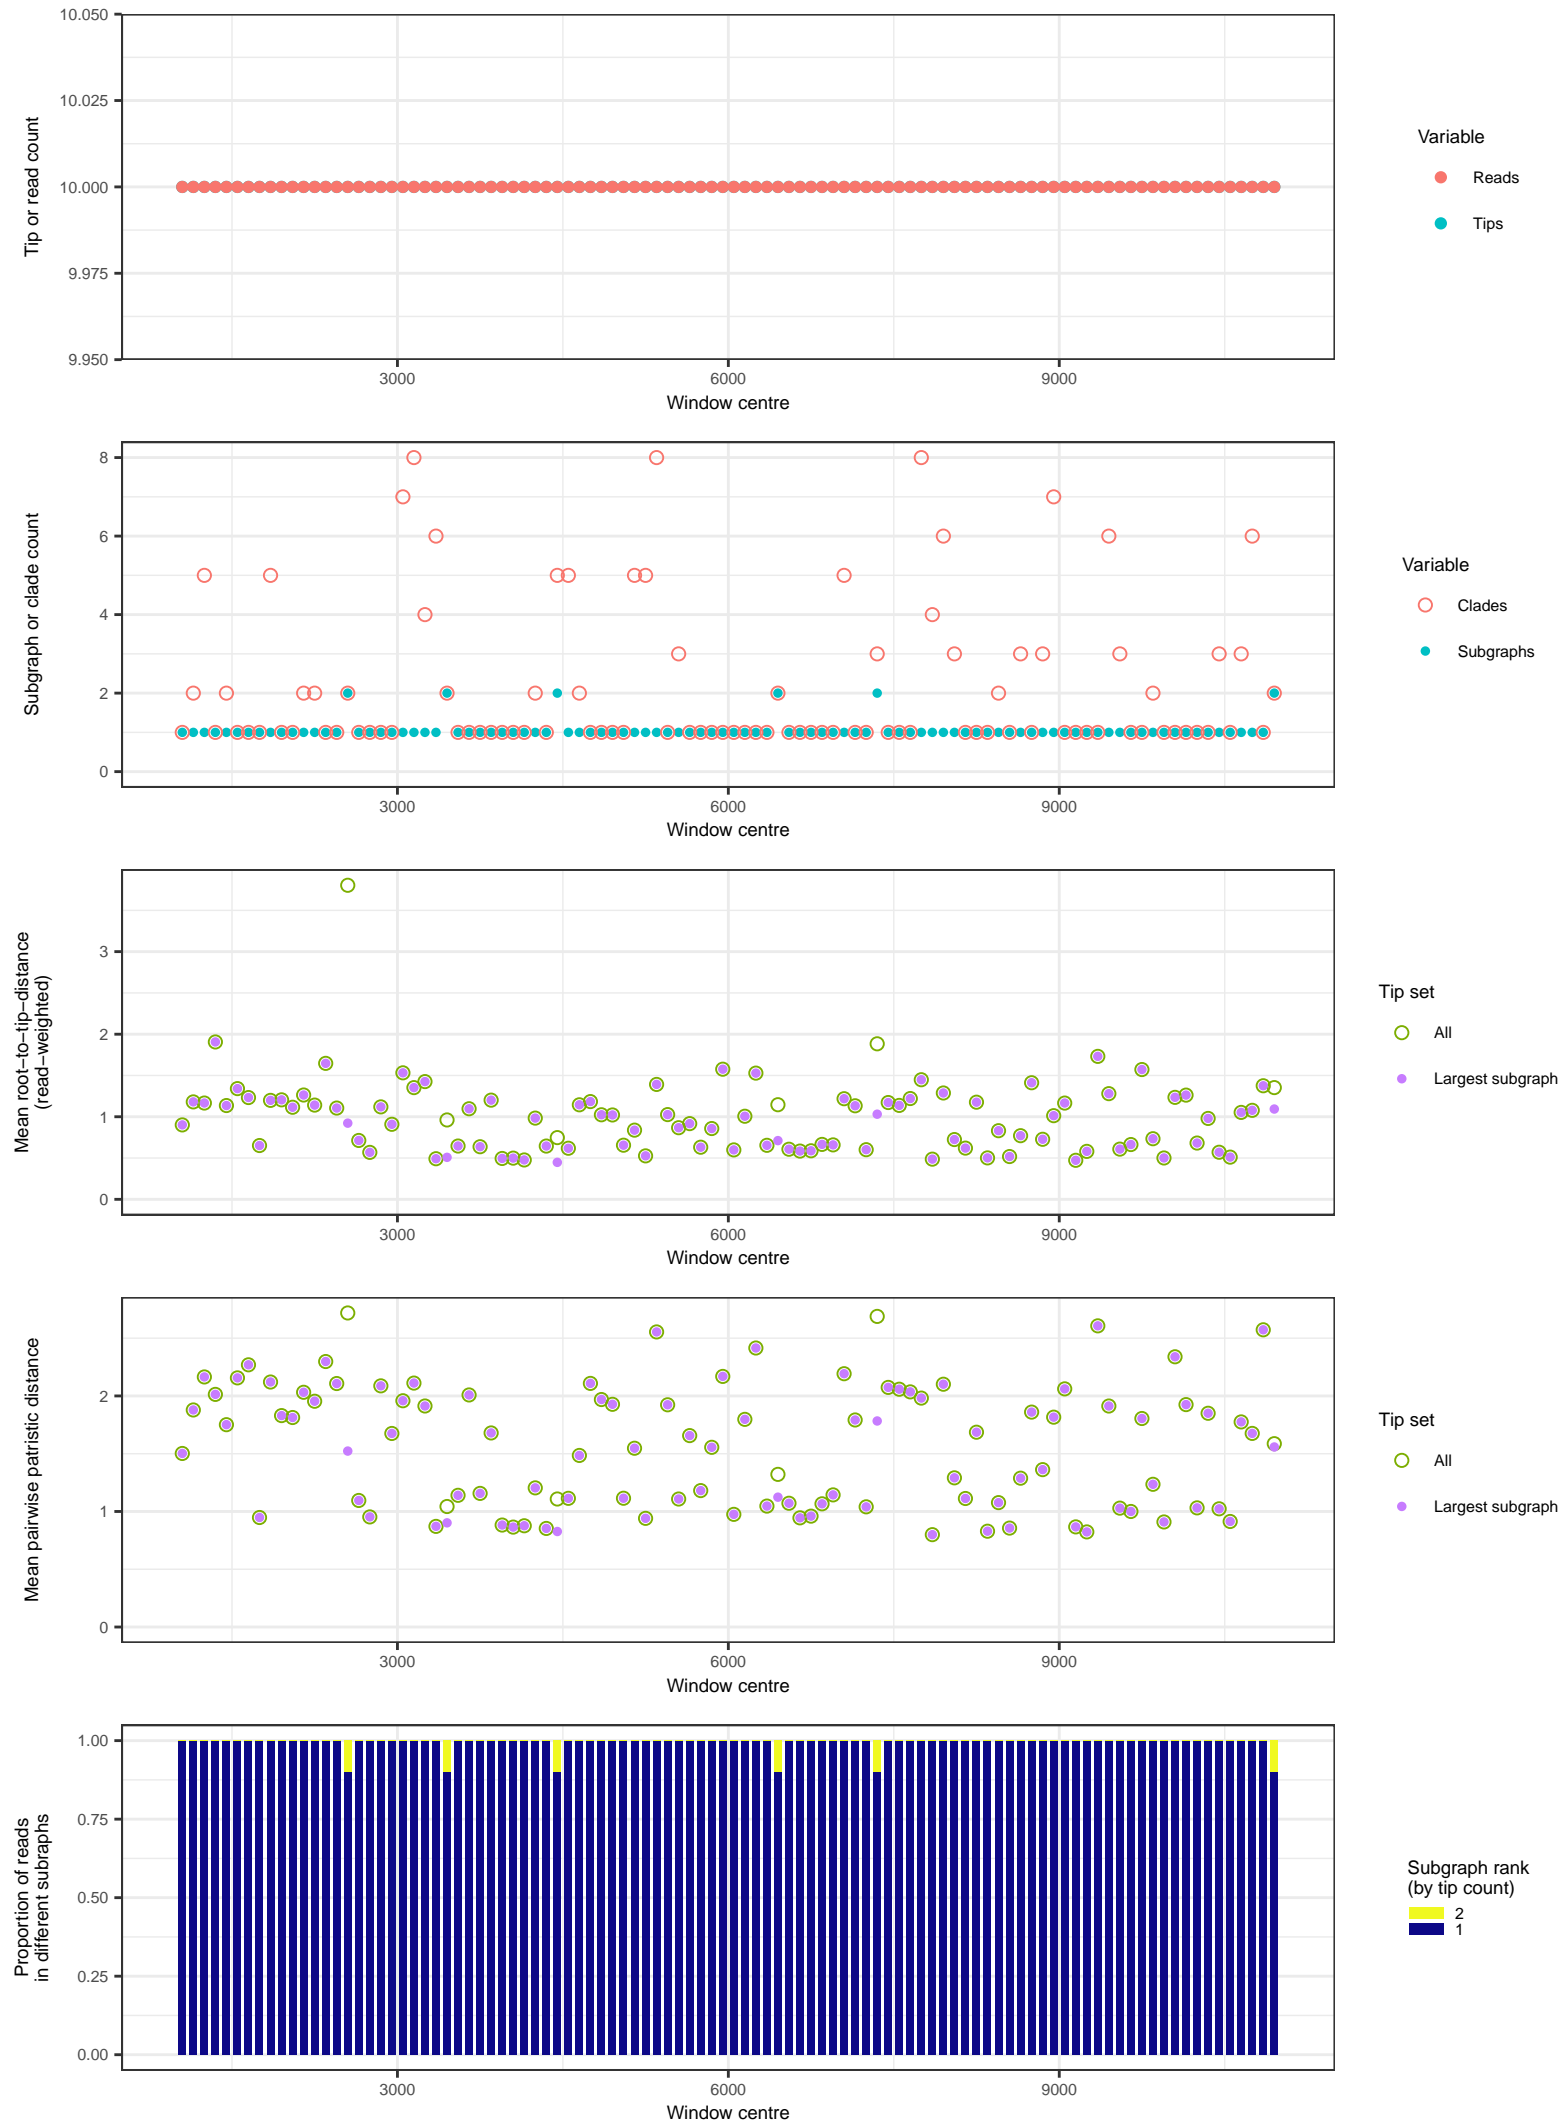 10.050
10.025
10.000
9.975
9.950
Tip or read count
3000
6000
9000
Window centre
Variable
Reads
Tips
8
6
4
2
0
Subgraph or clade count
3000
6000
9000
Window centre
Variable
Clades
Subgraphs
3
2
1
0
Mean root−to−tip−distance
(read−weighted)
3000
6000
9000
Window centre
Tip set
All
Largest subgraph
2
1
0
Mean pairwise patristic distance
3000
6000
9000
Window centre
Tip set
All
Largest subgraph
1.00
0.75
0.50
0.25
0.00
Proportion of reads
in different subraphs
3000
6000
9000
Window centre
Subgraph rank
(by tip count)
2
1